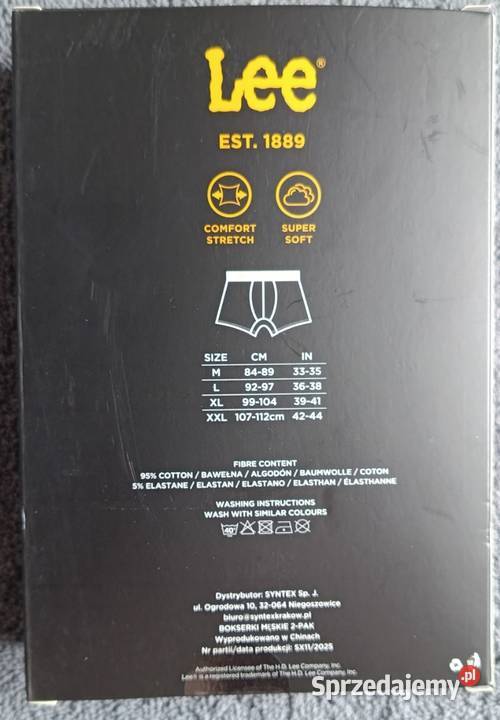 Lee®
EST. 1889
COMFORT STRETCH
SUPER SOFT
SIZE CM IN
M 84-89 33-35
L 92-97 36-38
XL 99-104 39-41
XXL 107-112cm 42-44
FIBRE CONTENT
95% COTTON / BAWEŁNA / ALGODÓN / BAUMWOLLE / COTON
5% ELASTANE / ELASTAN / ELASTANO / ELASTHAN / ÉLASTHANNE
WASHING INSTRUCTIONS
WASH WITH SIMILAR COLOURS
40°
Dystrybutor: SYNTEX Sp. J.
ul. Ogrodowa 10, 32-064 Niegoszowice
biuro@syntexkrakow.pl
BOKSERKI MĘSKIE 2-PAK
Wyprodukowano w Chinach
Nr partii/data produkcji: SX11/2025
Authorized Licensee of The H.D. Lee Company, Inc.
Lee® is a registered trademark of The H.D. Lee Company, Inc.
Sprzedajemy.pl